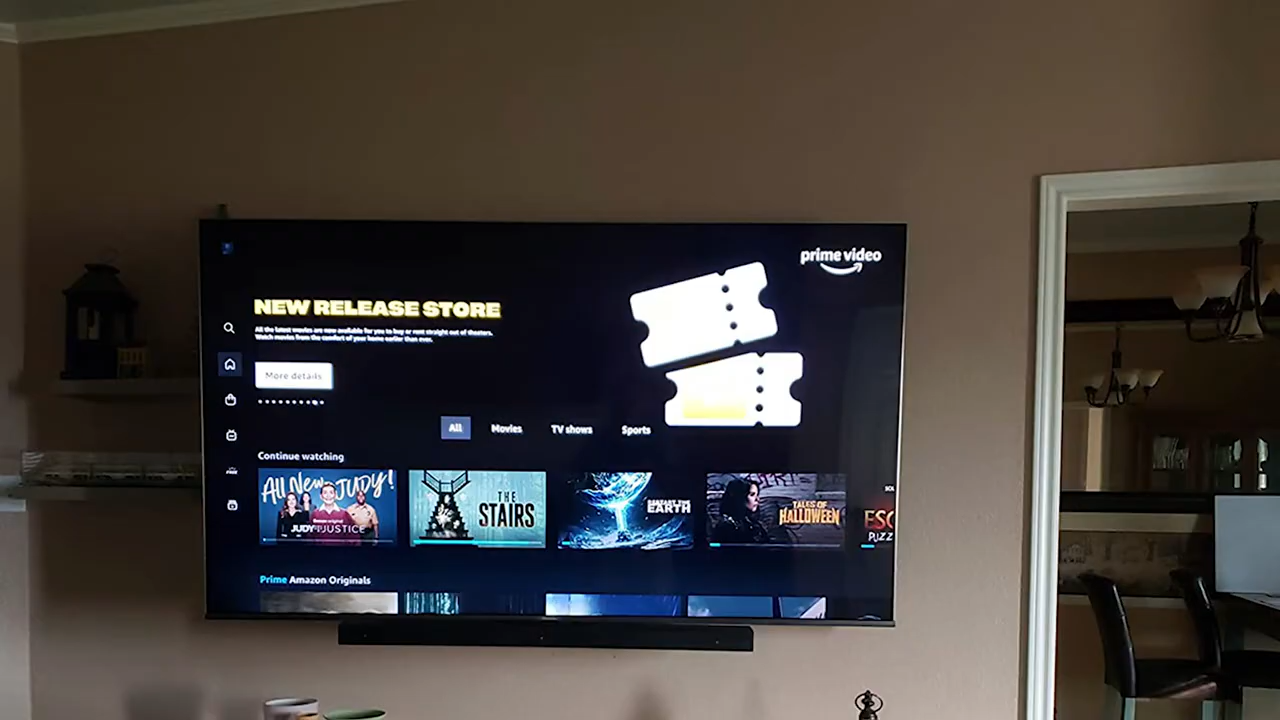 prime video
NEW RELEASE STORE
All the latest movies are now available for you to buy or rent straight out of theaters.
Watch movies from the comfort of your home earlier than ever.
More details
All Movies TV shows Sports
Continue watching
All New JUDY!
JUDY JUSTICE
THE
STAIRS
EARTH
TALES OF
HALLOWEEN
ESC
PUZZ
Prime Amazon Originals